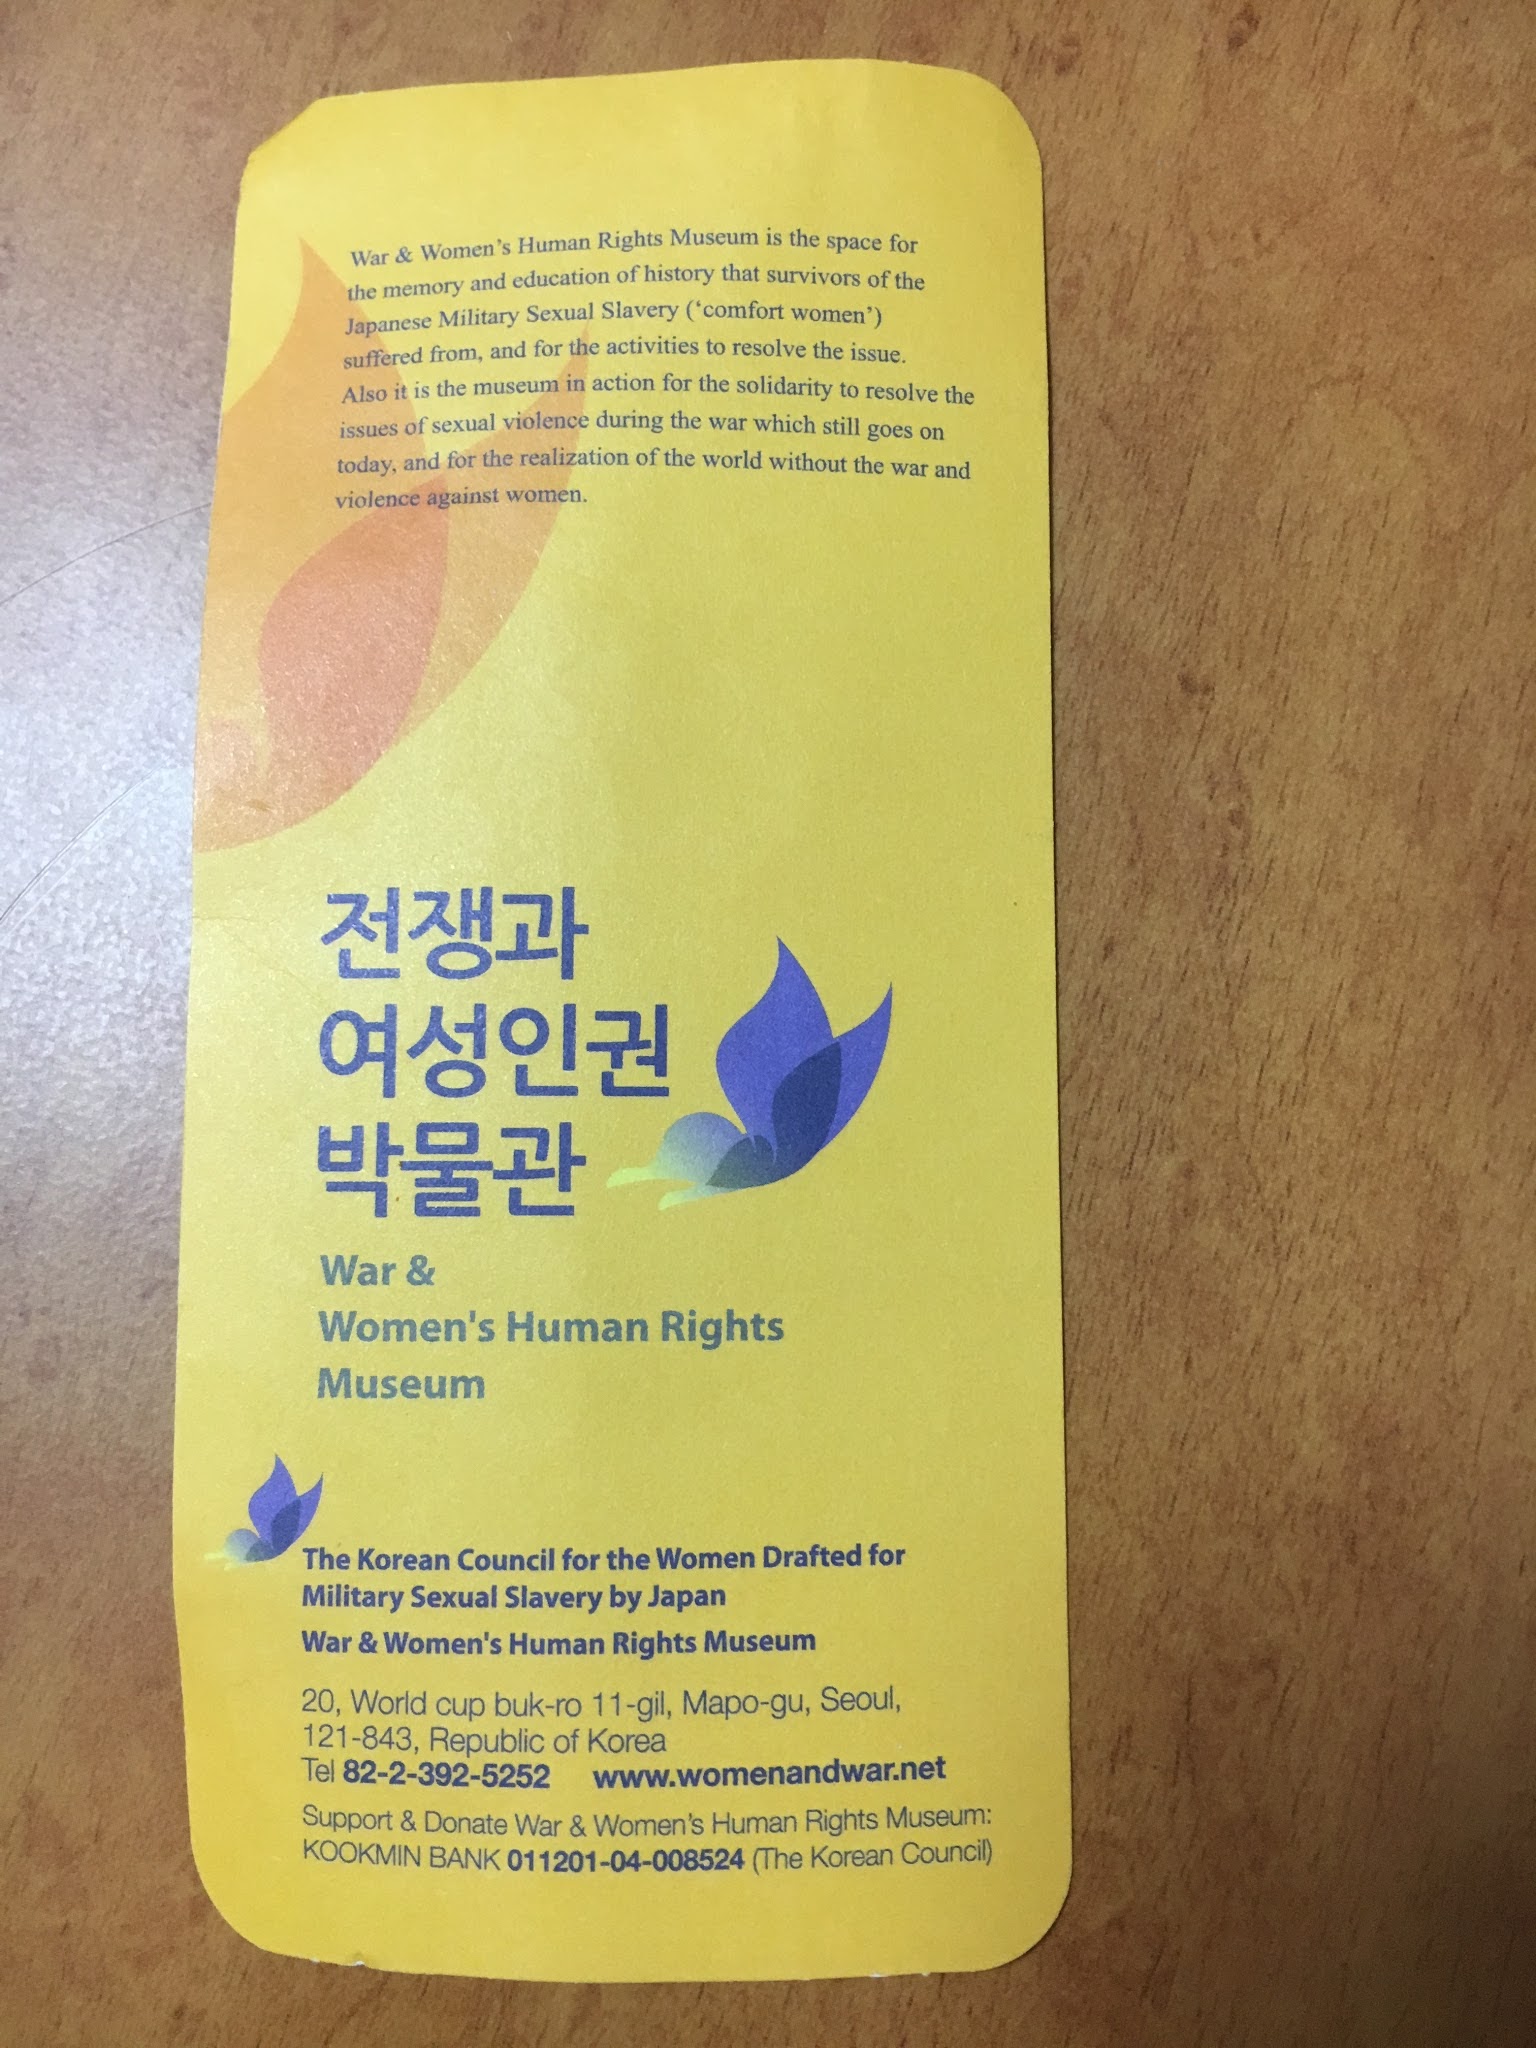 War & Women's Human Rights Museum is the space for
the memory and education of history that survivors of the
Japanese Military Sexual Slavery (‘comfort women’)
suffered from, and for the activities to resolve the issue.
Also it is the museum in action for the solidarity to resolve the
issues of sexual violence during the war which still goes on
today, and for the realization of the world without the war and
violence against women.
전쟁과
여성인권
박물관
War &
Women's Human Rights
Museum
The Korean Council for the Women Drafted for
Military Sexual Slavery by Japan
War & Women's Human Rights Museum
20, World cup buk-ro 11-gil, Mapo-gu, Seoul,
121-843, Republic of Korea
Tel 82-2-392-5252 www.womenandwar.net
Support & Donate War & Women's Human Rights Museum:
KOOKMIN BANK 011201-04-008524 (The Korean Council)